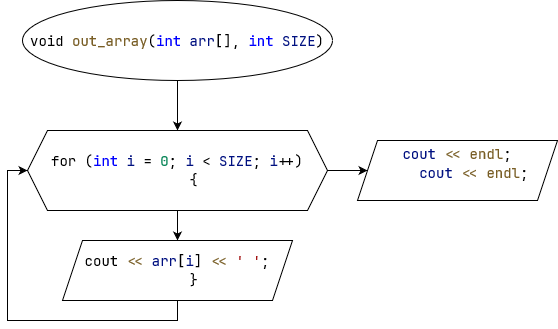 void out_array(int arr[], int SIZE)
for (int i = 0; i < SIZE; i++)
{
cout << endl;
cout << endl;
cout << arr[i] << ' ';
}